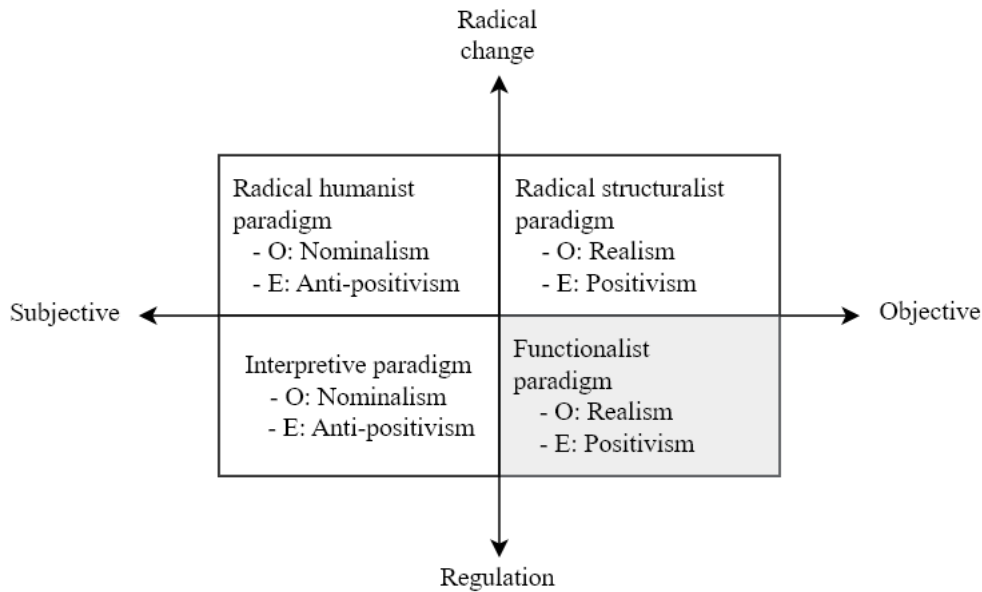 Radical
change
Radical humanist
paradigm
- O: Nominalism
- E: Anti-positivism
Radical structuralist
paradigm
- O: Realism
- E: Positivism
Subjective
Objective
Interpretive paradigm
- O: Nominalism
- E: Anti-positivism
Functionalist
paradigm
- O: Realism
- E: Positivism
Regulation